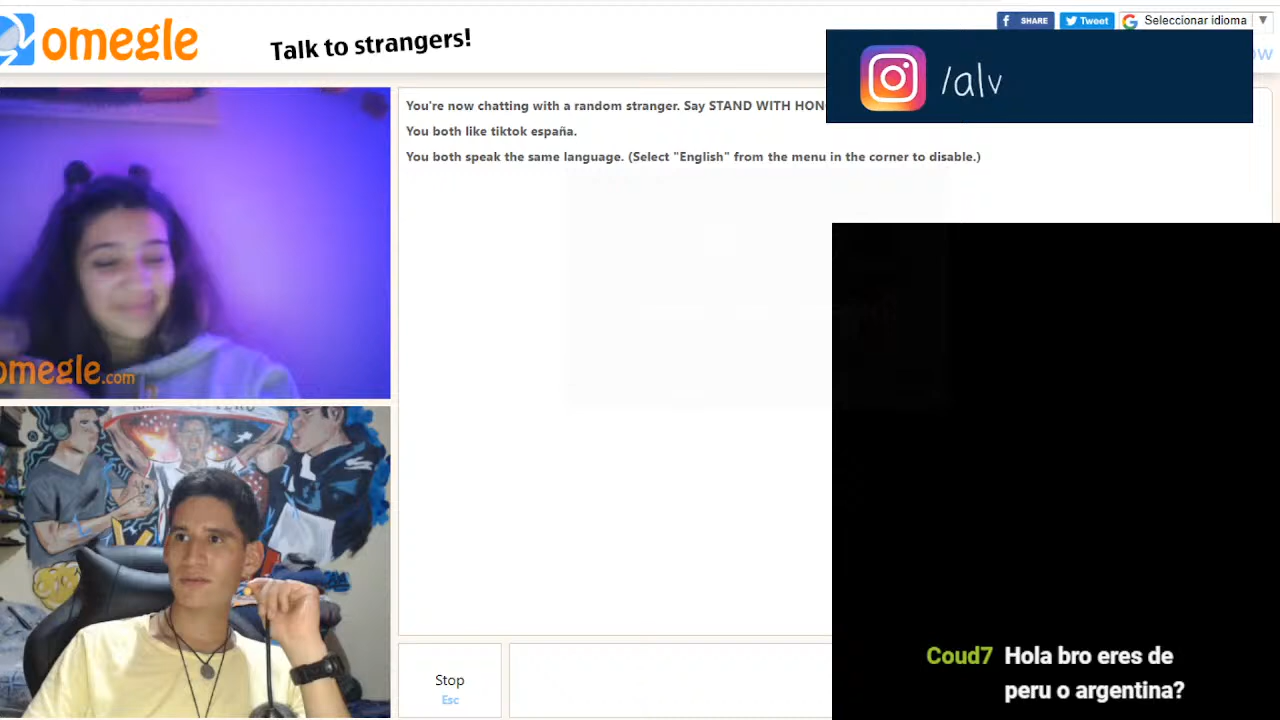 omegle
Talk to strangers!
SHARE
Tweet
Seleccionar idioma
/alv
You're now chatting with a random stranger. Say STAND WITH
You both like tiktok españa.
You both speak the same language. (Select "English" from the menu in the corner to disable.)
omegle.com
Stop
Esc
Coud7 Hola bro eres de
peru o argentina?